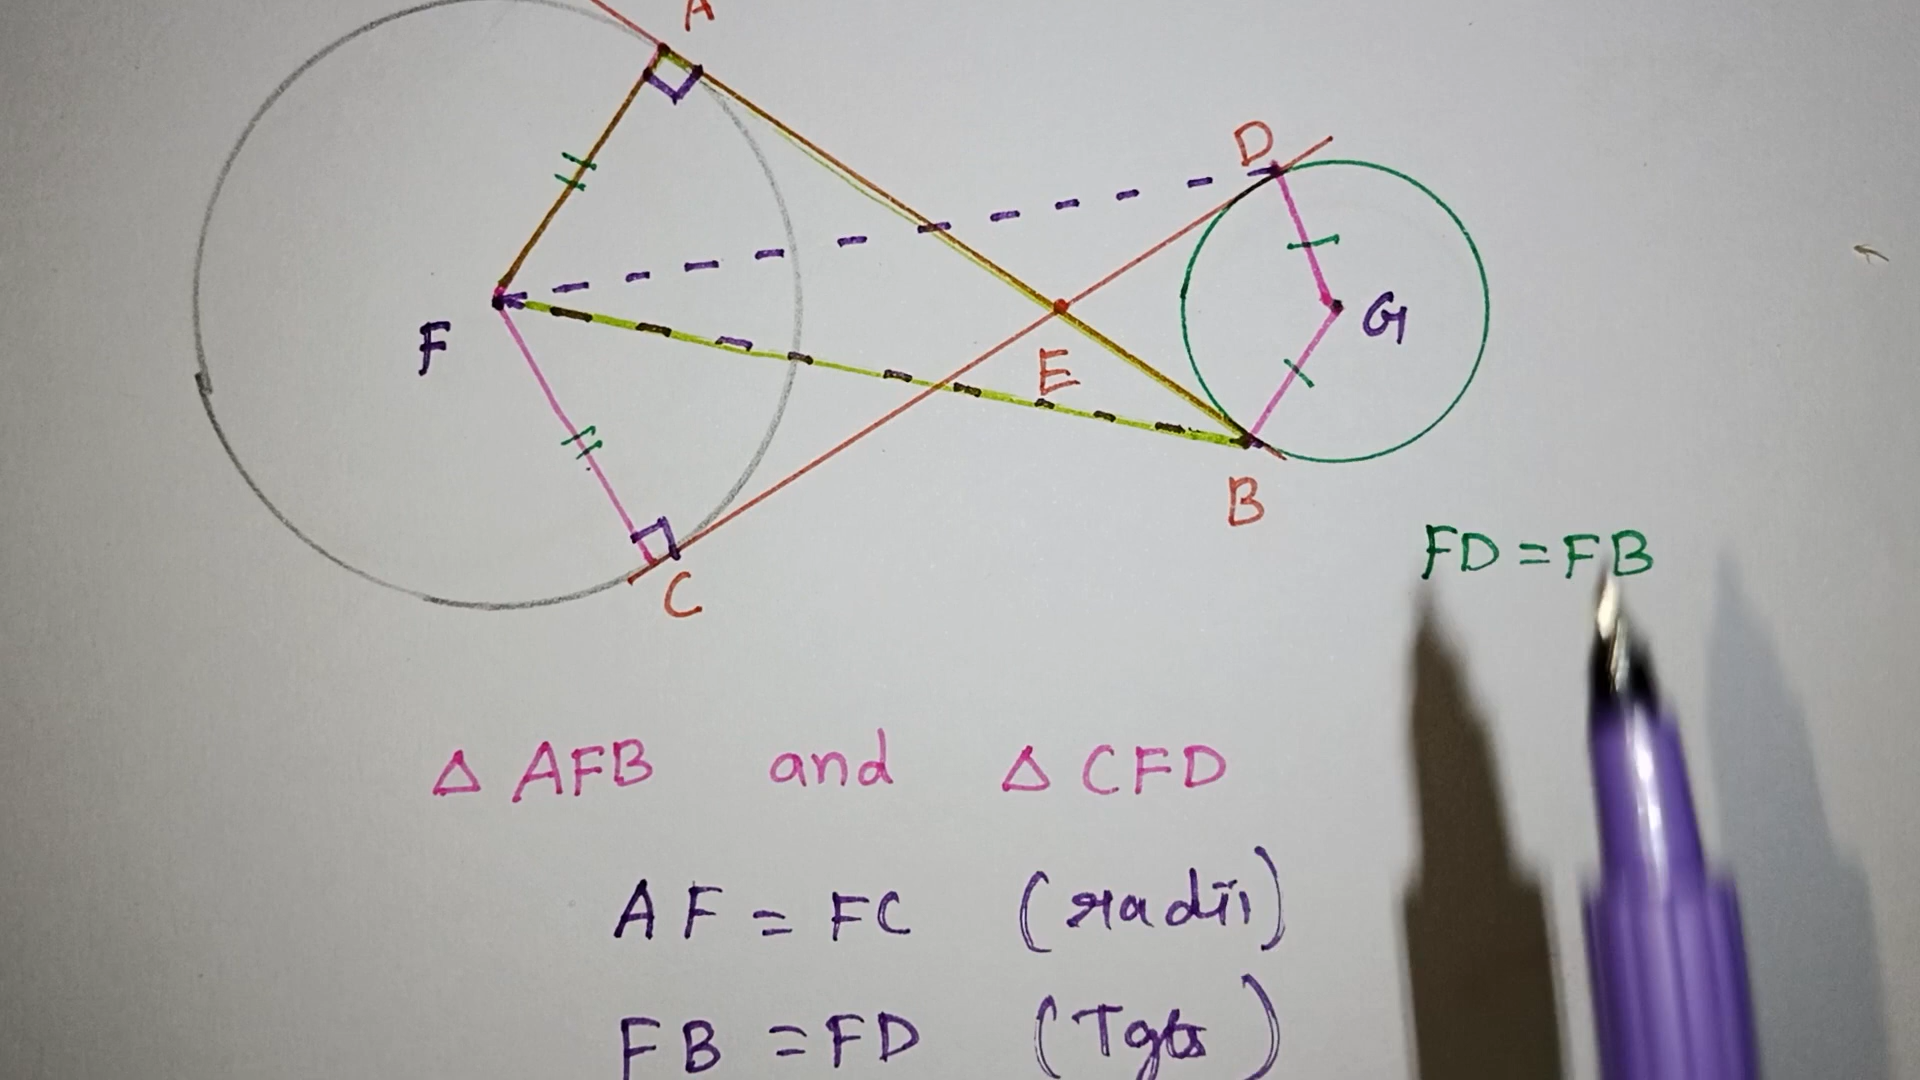 A
D
F
G
E
B
C
FD = FB
Δ AFB and Δ CFD
AF = FC (radii)
FB = FD (Tgts)